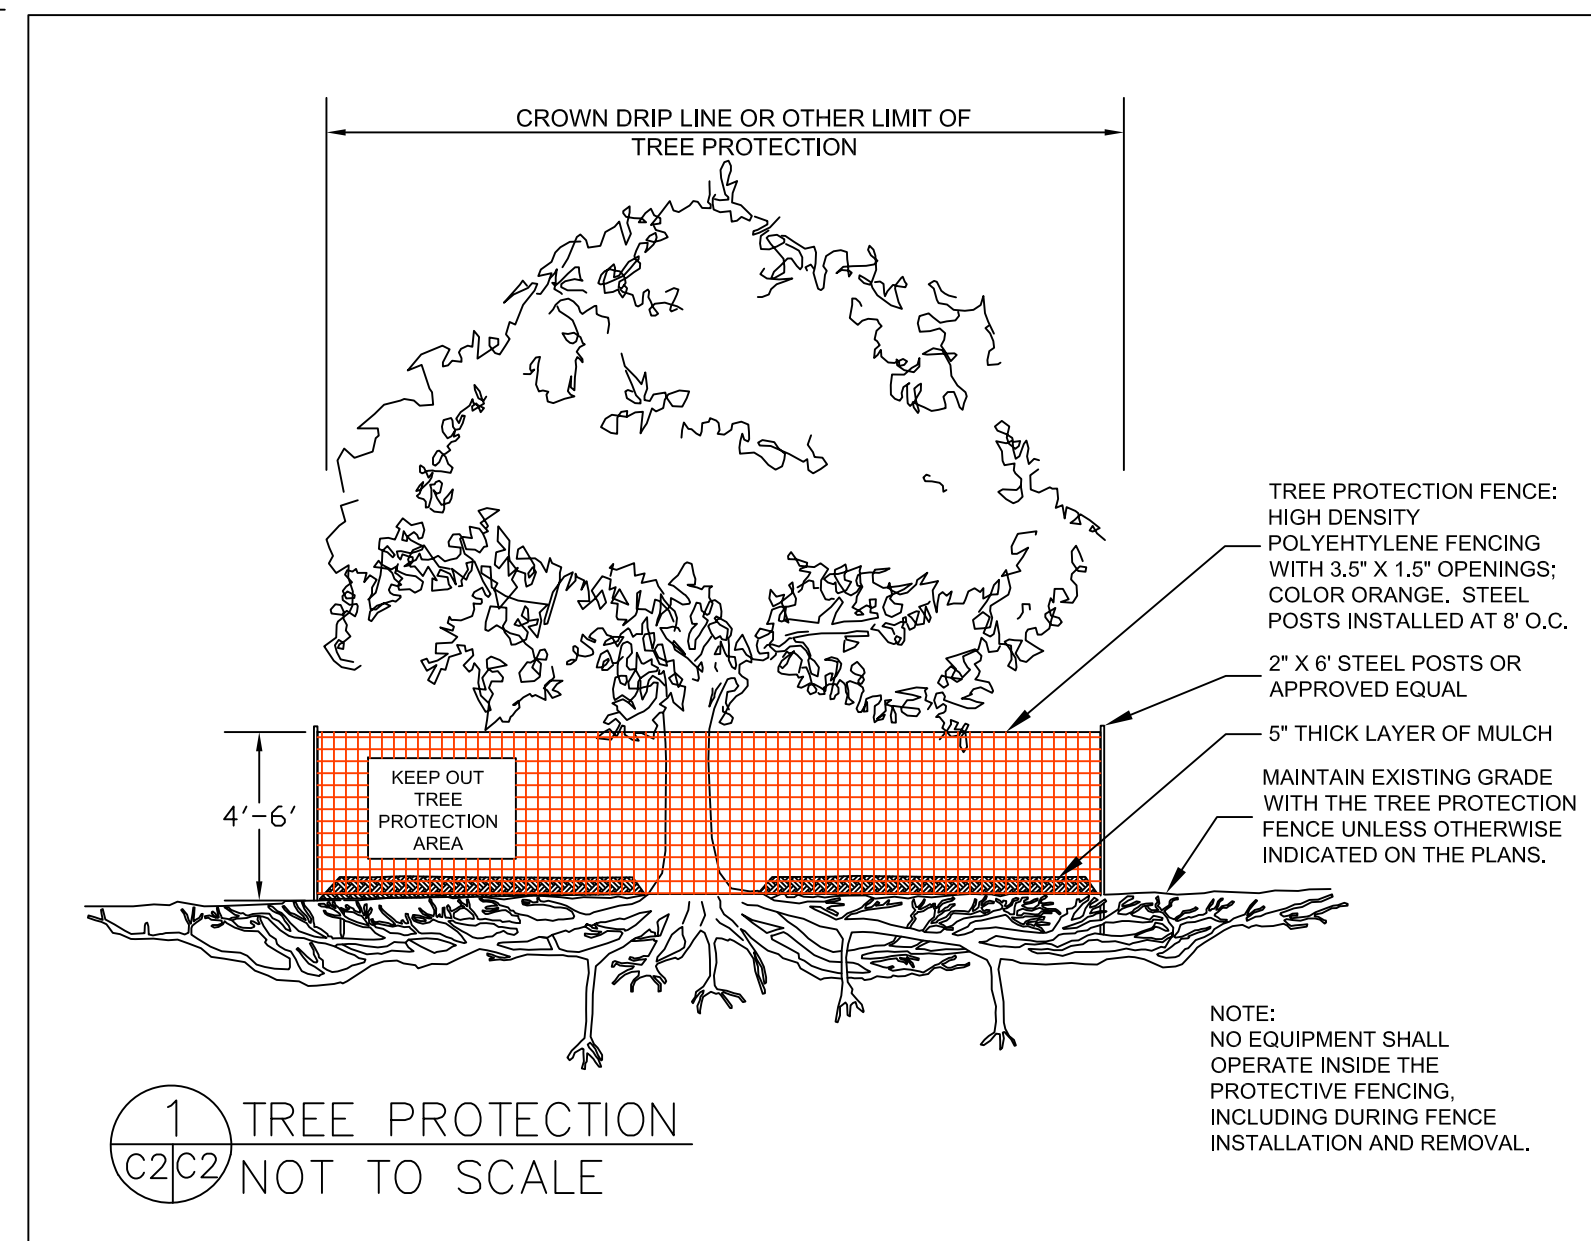 CROWN DRIP LINE OR OTHER LIMIT OF
TREE PROTECTION
TREE PROTECTION FENCE:
HIGH DENSITY
POLYEHTYLENE FENCING
WITH 3.5" X 1.5" OPENINGS;
COLOR ORANGE. STEEL
POSTS INSTALLED AT 8' O.C.
2" X 6' STEEL POSTS OR
APPROVED EQUAL
5" THICK LAYER OF MULCH
MAINTAIN EXISTING GRADE
WITH THE TREE PROTECTION
FENCE UNLESS OTHERWISE
INDICATED ON THE PLANS.
4'-6'
KEEP OUT
TREE
PROTECTION
AREA
NOTE:
NO EQUIPMENT SHALL
OPERATE INSIDE THE
PROTECTIVE FENCING,
INCLUDING DURING FENCE
INSTALLATION AND REMOVAL.
1
C2 C2
TREE PROTECTION
NOT TO SCALE